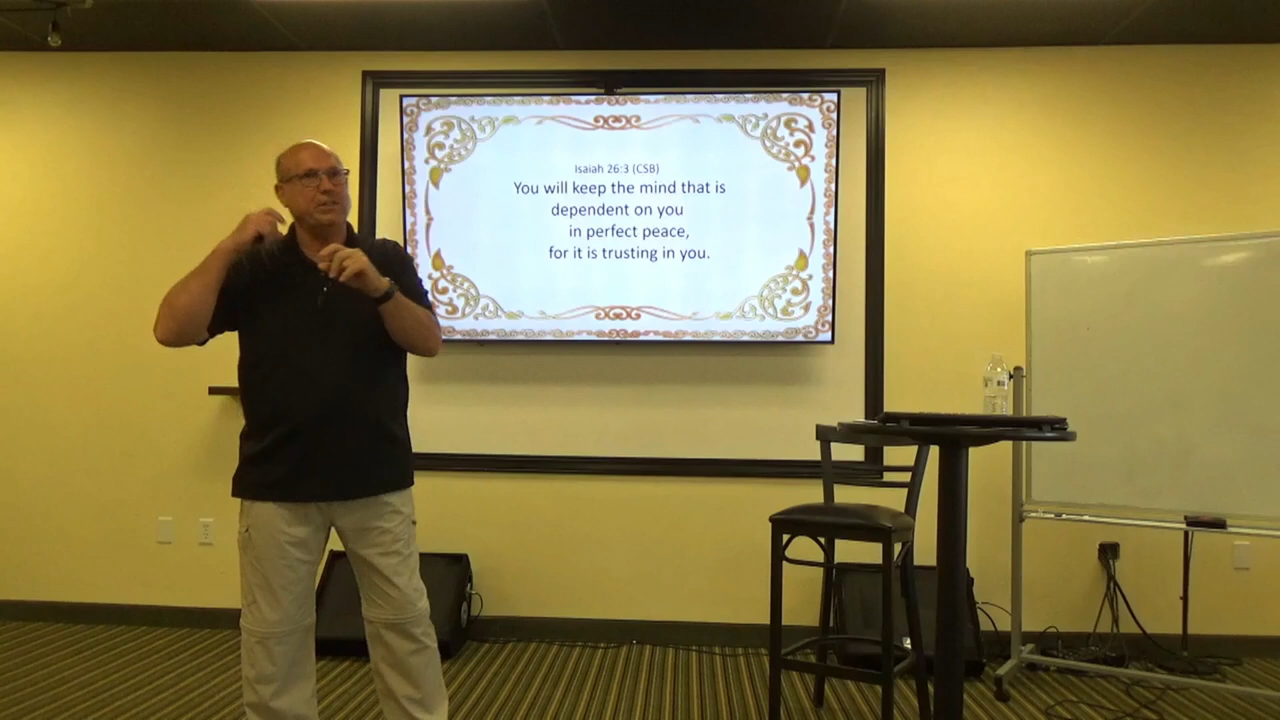 Isaiah 26:3 (CSB)
You will keep the mind that is
dependent on you
in perfect peace,
for it is trusting in you.